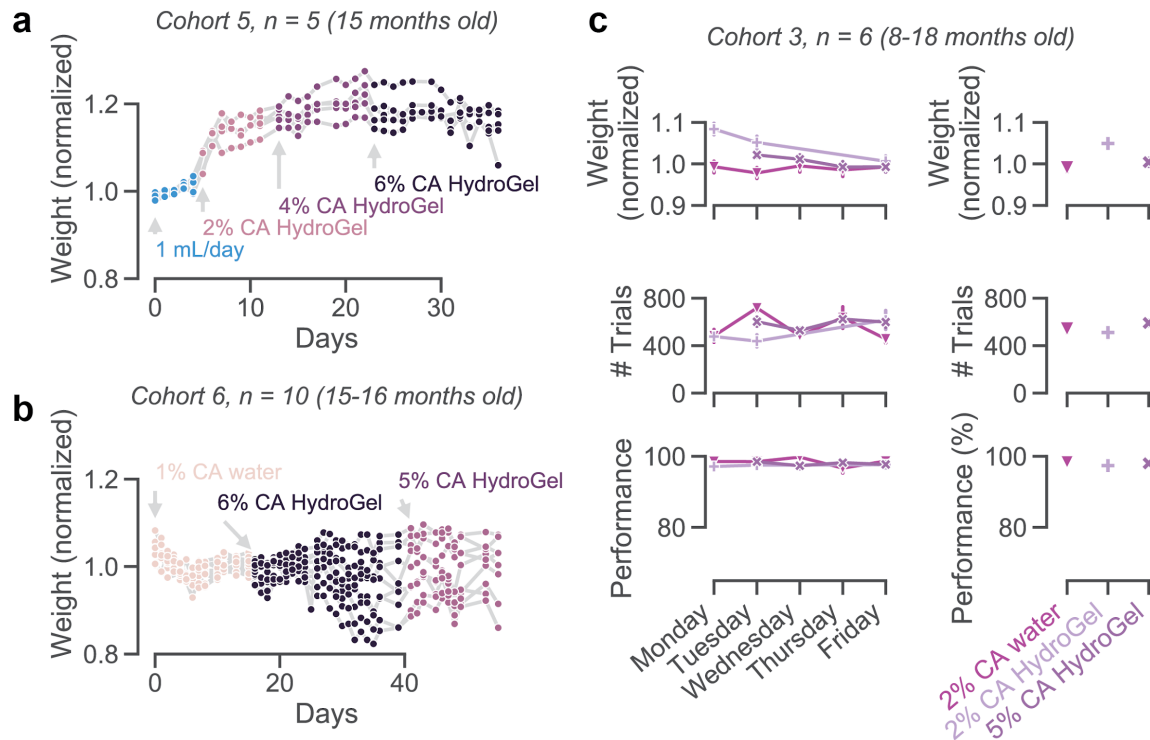 a
Cohort 5, n = 5 (15 months old)
Weight (normalized)
1.2
1.0
0.8
6% CA HydroGel
4% CA HydroGel
2% CA HydroGel
1 mL/day
0 10 20 30
Days
b
Cohort 6, n = 10 (15-16 months old)
Weight (normalized)
1.2
1.0
0.8
1% CA water
5% CA HydroGel
6% CA HydroGel
0 20 40
Days
c
Cohort 3, n = 6 (8-18 months old)
Weight
(normalized)
1.1
1.0
0.9
Weight
(normalized)
1.1
1.0
0.9
# Trials
800
400
0
# Trials
800
400
0
Performance
100
80
Performance (%)
100
80
Monday
Tuesday
Wednesday
Thursday
Friday
2% CA water
2% CA HydroGel
5% CA HydroGel